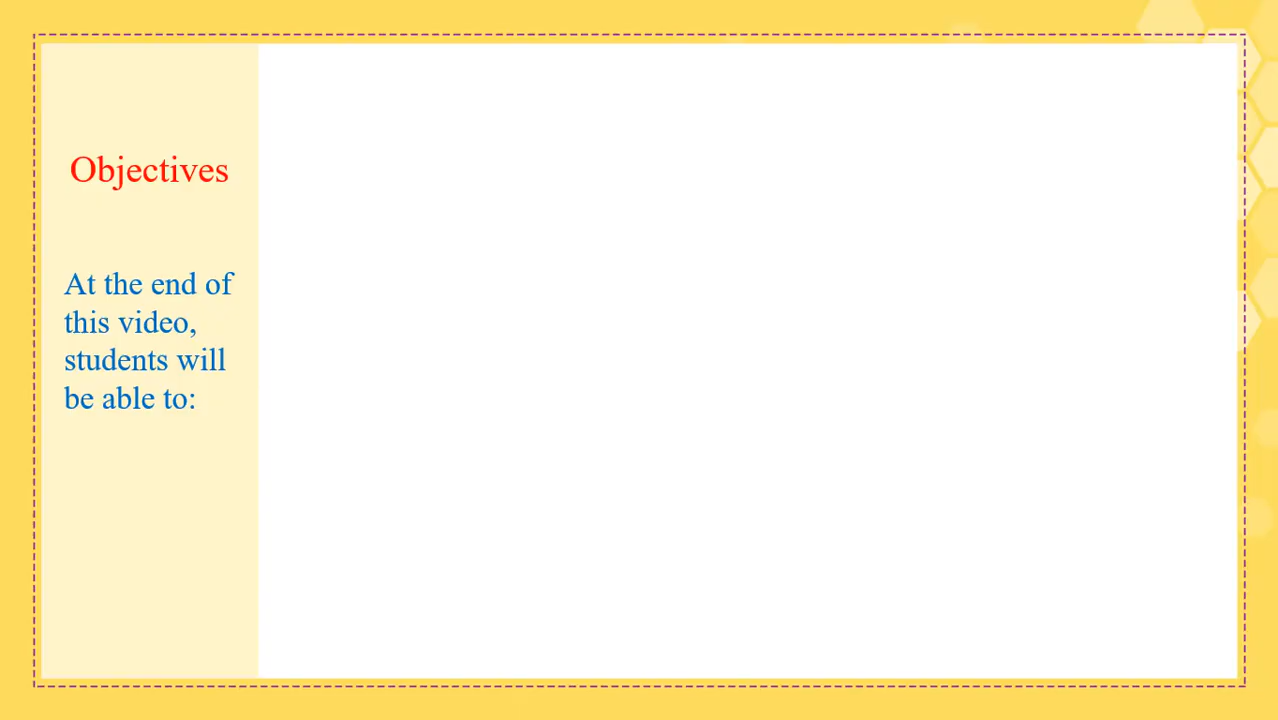 Objectives
At the end of
this video,
students will
be able to: